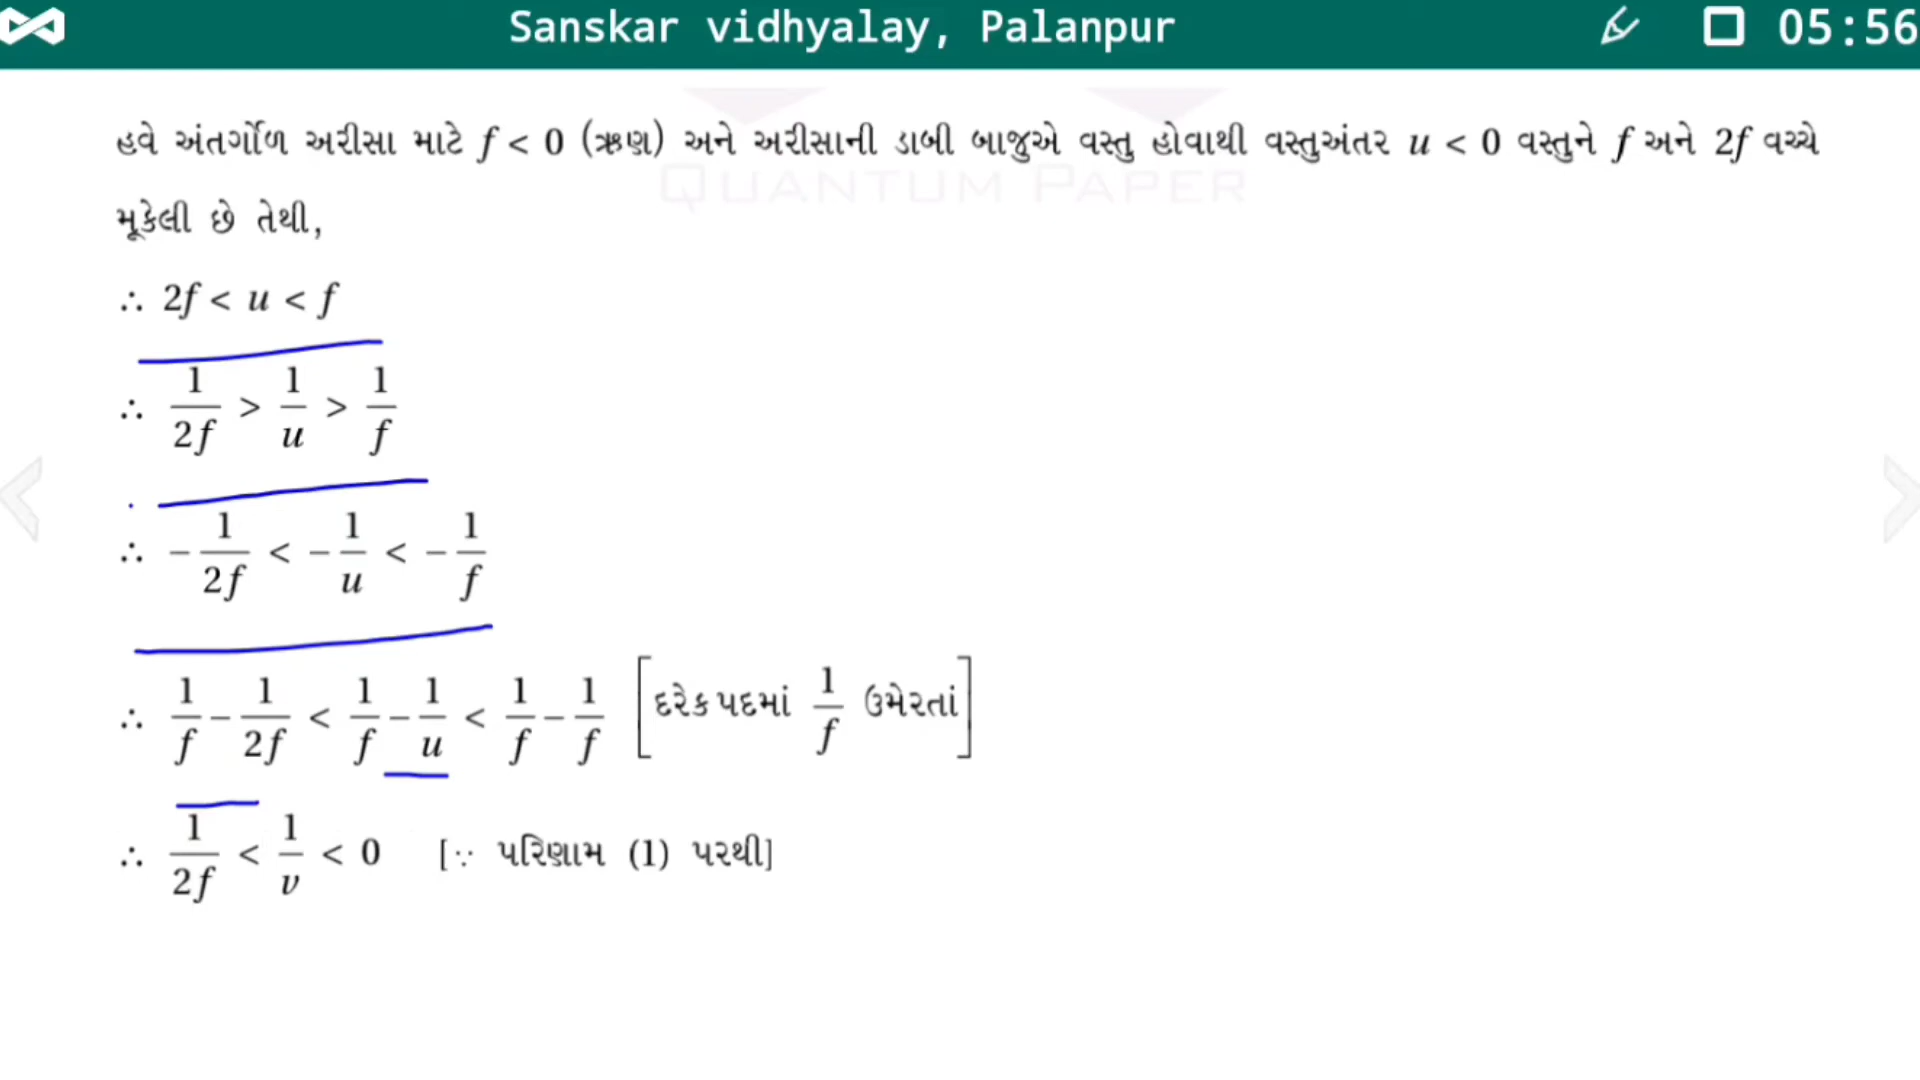 Sanskar vidhyalay, Palanpur
05:56
હવે અંતર્ગોળ અરીસા માટે f < 0 (ઋણ) અને અરીસાની ડાબી બાજુએ વસ્તુ હોવાથી વસ્તુઅંતર u < 0 વસ્તુને f અને 2f વચ્ચે
QUANTUM PAPER
મૂકેલી છે તેથી,
∴ 2f < u < f
∴ 1/2f > 1/u > 1/f
∴ −1/2f < −1/u < −1/f
∴ 1/f − 1/2f < 1/f − 1/u < 1/f − 1/f [દરેક પદમાં 1/f ઉમેરતાં]
∴ 1/2f < 1/v < 0 [∵ પરિણામ (1) પરથી]